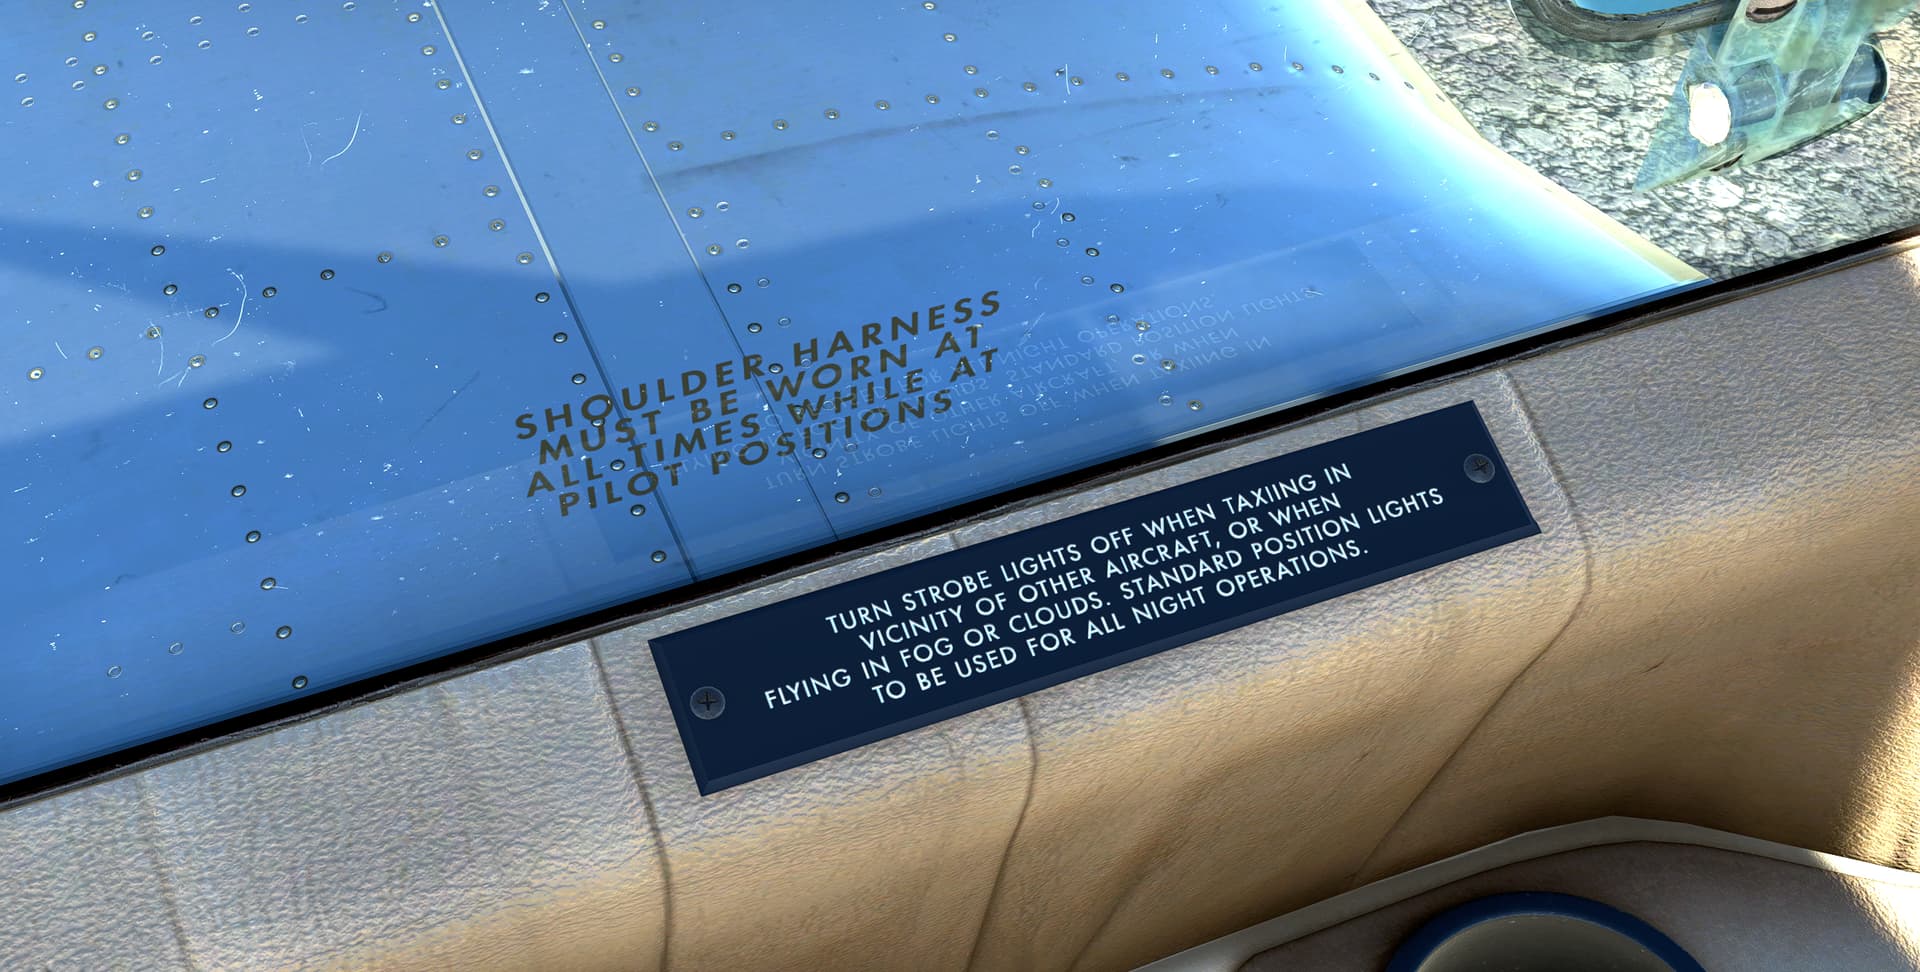 SHOULDER HARNESS
MUST BE WORN AT
ALL TIMES WHILE AT
PILOT POSITIONS
TURN STROBE LIGHTS OFF WHEN TAXIING IN
VICINITY OF OTHER AIRCRAFT, OR WHEN
FLYING IN FOG OR CLOUDS. STANDARD POSITION LIGHTS
TO BE USED FOR ALL NIGHT OPERATIONS.